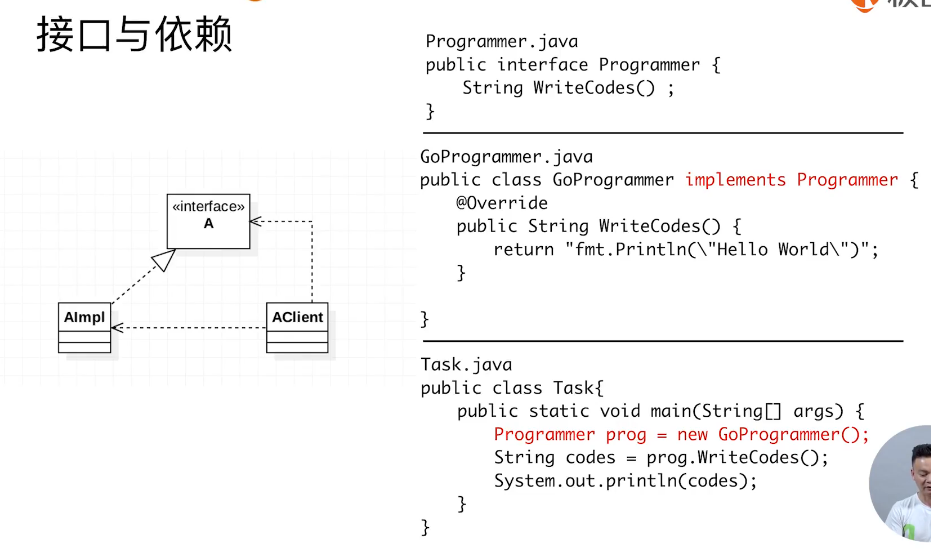 接口与依赖
«interface»
A
AImpl
AClient
Programmer.java
public interface Programmer {
String WriteCodes() ;
}
GoProgrammer.java
public class GoProgrammer implements Programmer {
@Override
public String WriteCodes() {
return "fmt.Println(\"Hello World\")";
}
}
Task.java
public class Task{
public static void main(String[] args) {
Programmer prog = new GoProgrammer();
String codes = prog.WriteCodes();
System.out.println(codes);
}
}